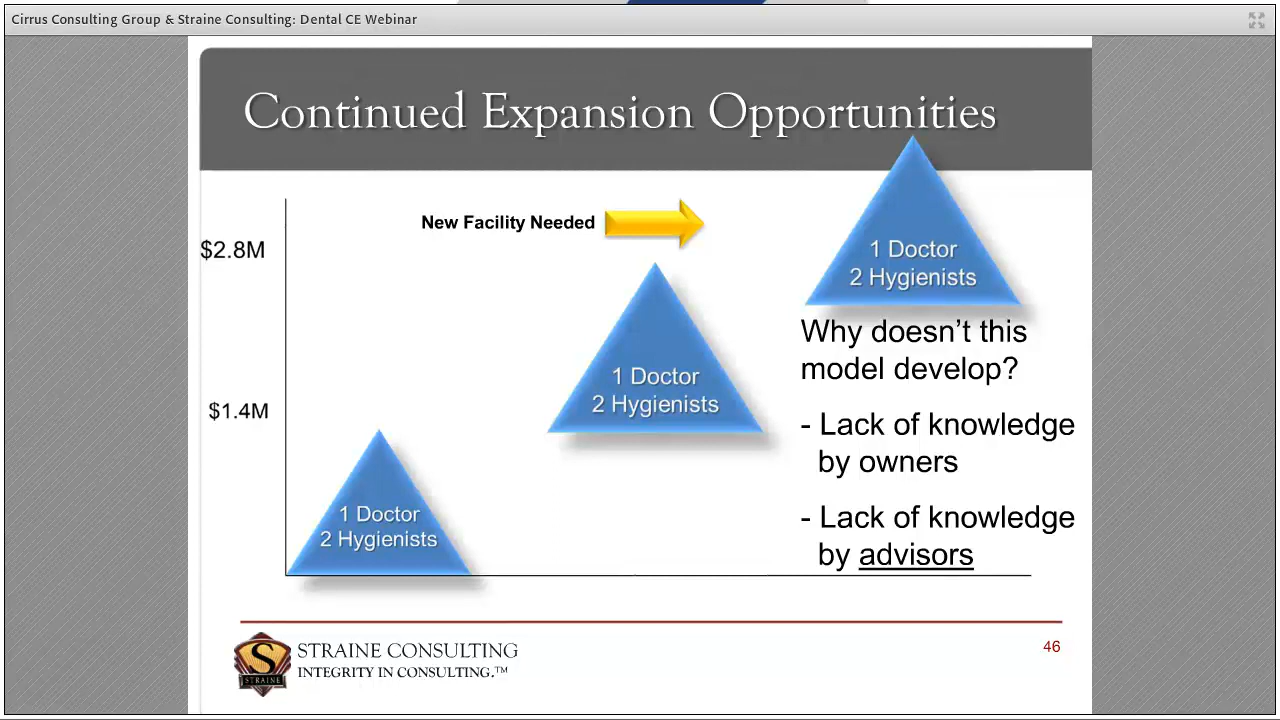 Cirrus Consulting Group & Straine Consulting: Dental CE Webinar
Continued Expansion Opportunities
New Facility Needed
$2.8M
$1.4M
1 Doctor
2 Hygienists
1 Doctor
2 Hygienists
1 Doctor
2 Hygienists
Why doesn’t this
model develop?
- Lack of knowledge
by owners
- Lack of knowledge
by advisors
S
STRAINE
STRAINE CONSULTING
INTEGRITY IN CONSULTING.™
46